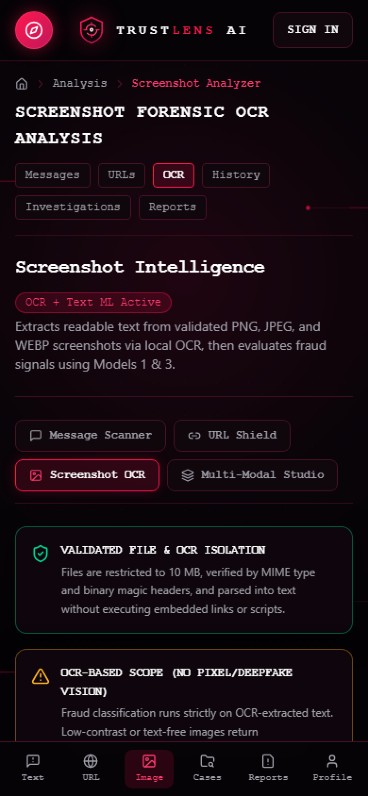 TRUSTLENS AI
SIGN IN
Analysis
Screenshot Analyzer
SCREENSHOT FORENSIC OCR
ANALYSIS
Messages
URLs
OCR
History
Investigations
Reports
Screenshot Intelligence
OCR + Text ML Active
Extracts readable text from validated PNG, JPEG, and
WEBP screenshots via local OCR, then evaluates fraud
signals using Models 1 & 3.
Message Scanner
URL Shield
Screenshot OCR
Multi-Modal Studio
VALIDATED FILE & OCR ISOLATION
Files are restricted to 10 MB, verified by MIME type
and binary magic headers, and parsed into text
without executing embedded links or scripts.
OCR-BASED SCOPE (NO PIXEL/DEEPFAKE
VISION)
Fraud classification runs strictly on OCR-extracted text.
Low-contrast or text-free images return
Text
URL
Image
Cases
Reports
Profile